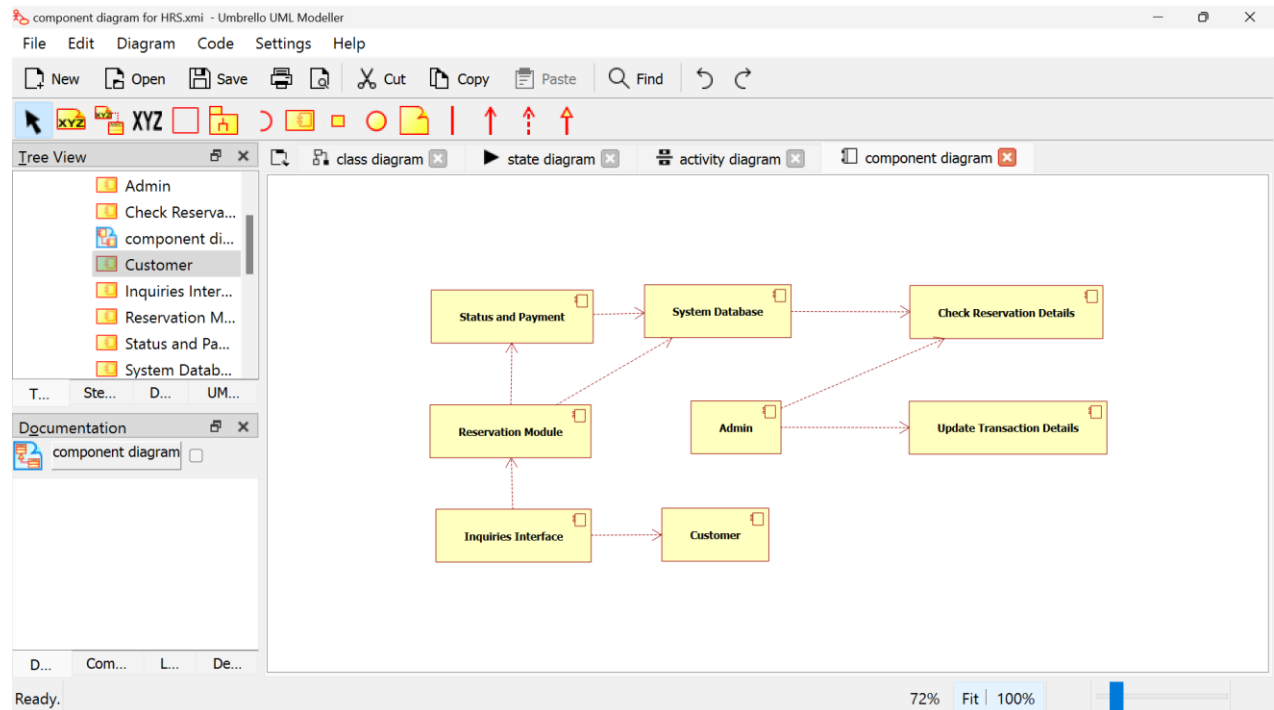 component diagram for HRS.xmi - Umbrello UML Modeller
File Edit Diagram Code Settings Help
New Open Save Cut Copy Paste Find
XYZ XYZ XYZ
Tree View
class diagram state diagram activity diagram component diagram
Admin
Check Reserva...
component di...
Customer
Inquiries Inter...
Reservation M...
Status and Pa...
System Datab...
T... Ste... D... UM...
Documentation
component diagram
D... Com... L... De...
Status and Payment
System Database
Check Reservation Details
Reservation Module
Admin
Update Transaction Details
Inquiries Interface
Customer
Ready.
72% Fit 100%